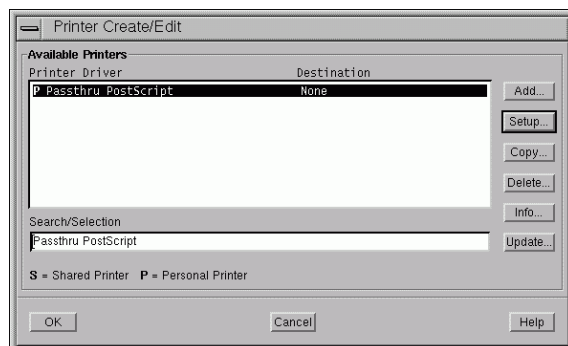 Printer Create/Edit
Available Printers
Printer Driver Destination
P Passthru PostScript None
Add...
Setup...
Copy...
Delete...
Info...
Update...
Search/Selection
Passthru PostScript
S = Shared Printer P = Personal Printer
OK Cancel Help